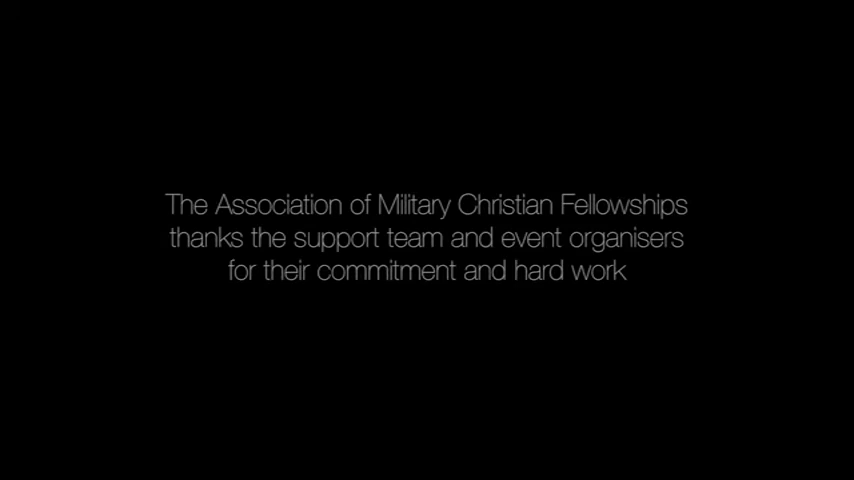 The Association of Military Christian Fellowships
thanks the support team and event organisers
for their commitment and hard work